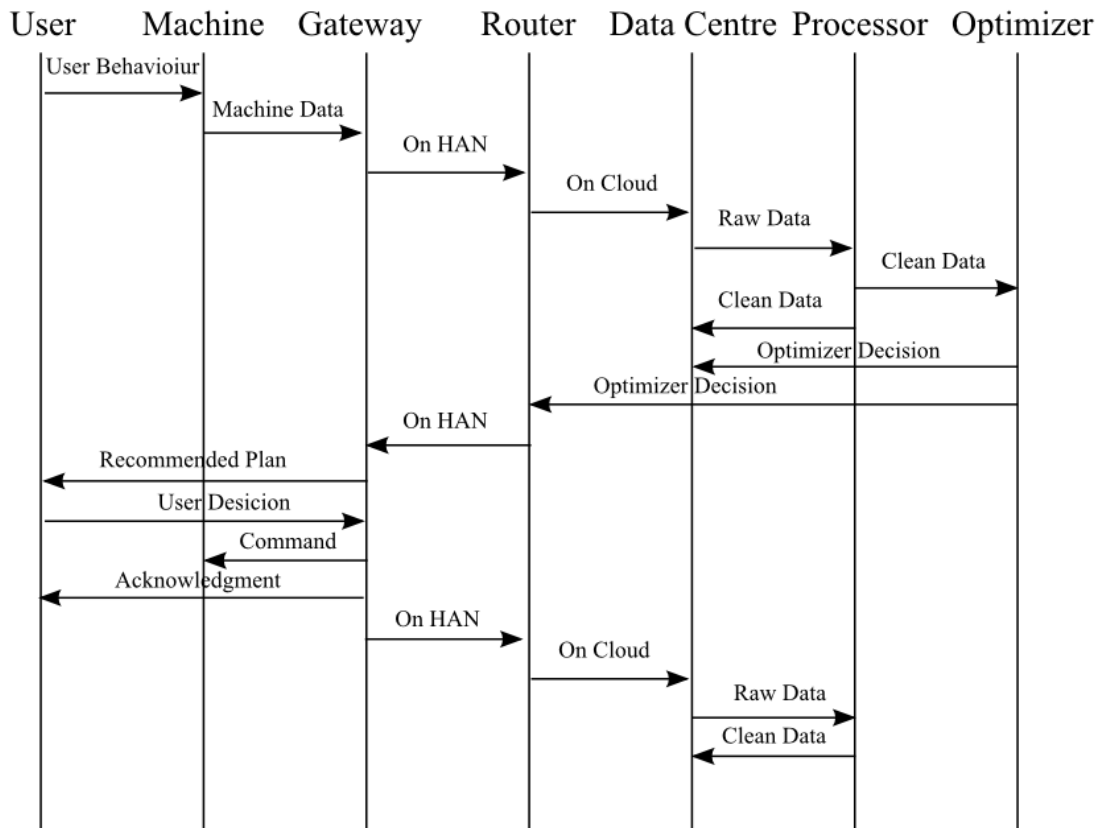 User Machine Gateway Router Data Centre Processor Optimizer
User Behavioiur
Machine Data
On HAN
On Cloud
Raw Data
Clean Data
Clean Data
Optimizer Decision
Optimizer Decision
On HAN
Recommended Plan
User Desicion
Command
Acknowledgment
On HAN
On Cloud
Raw Data
Clean Data